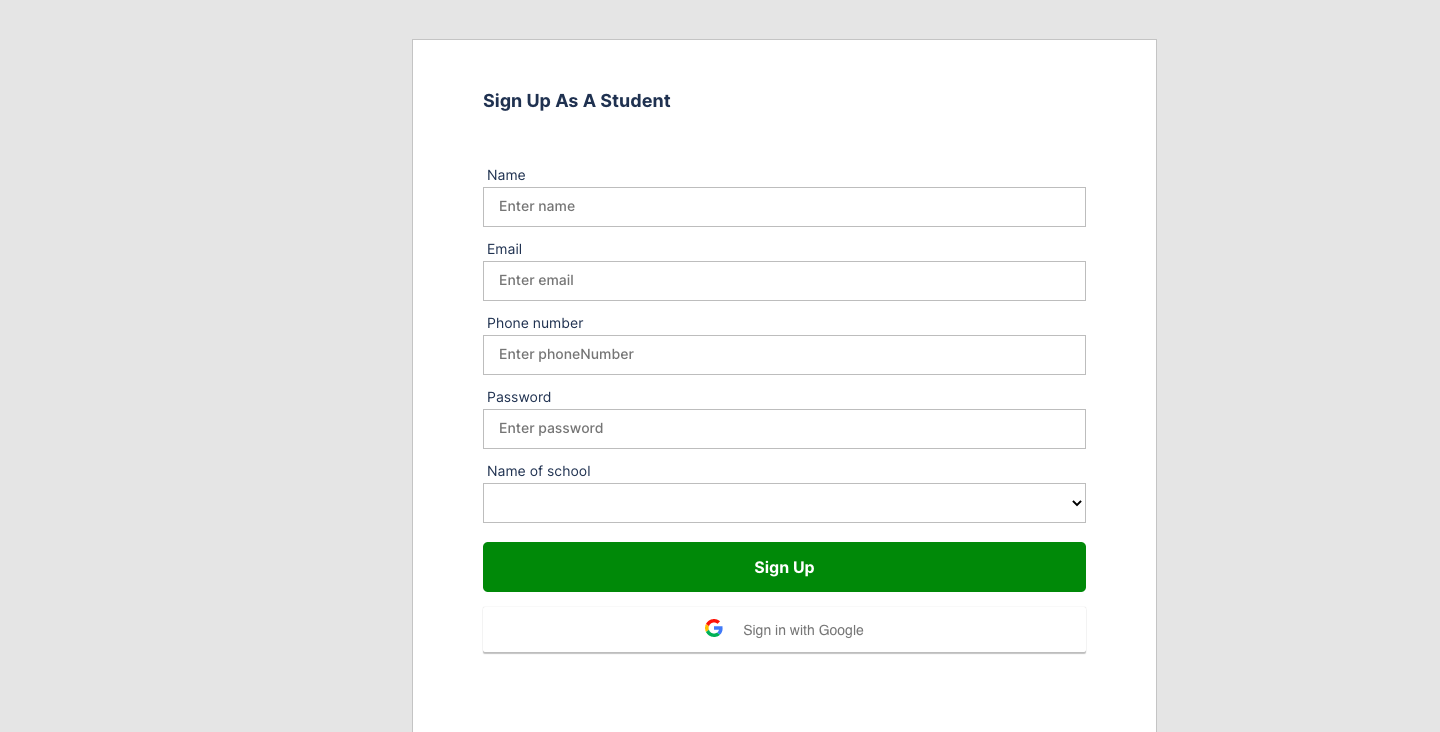 Sign Up As A Student
Name
Enter name
Email
Enter email
Phone number
Enter phoneNumber
Password
Enter password
Name of school
Sign Up
Sign in with Google